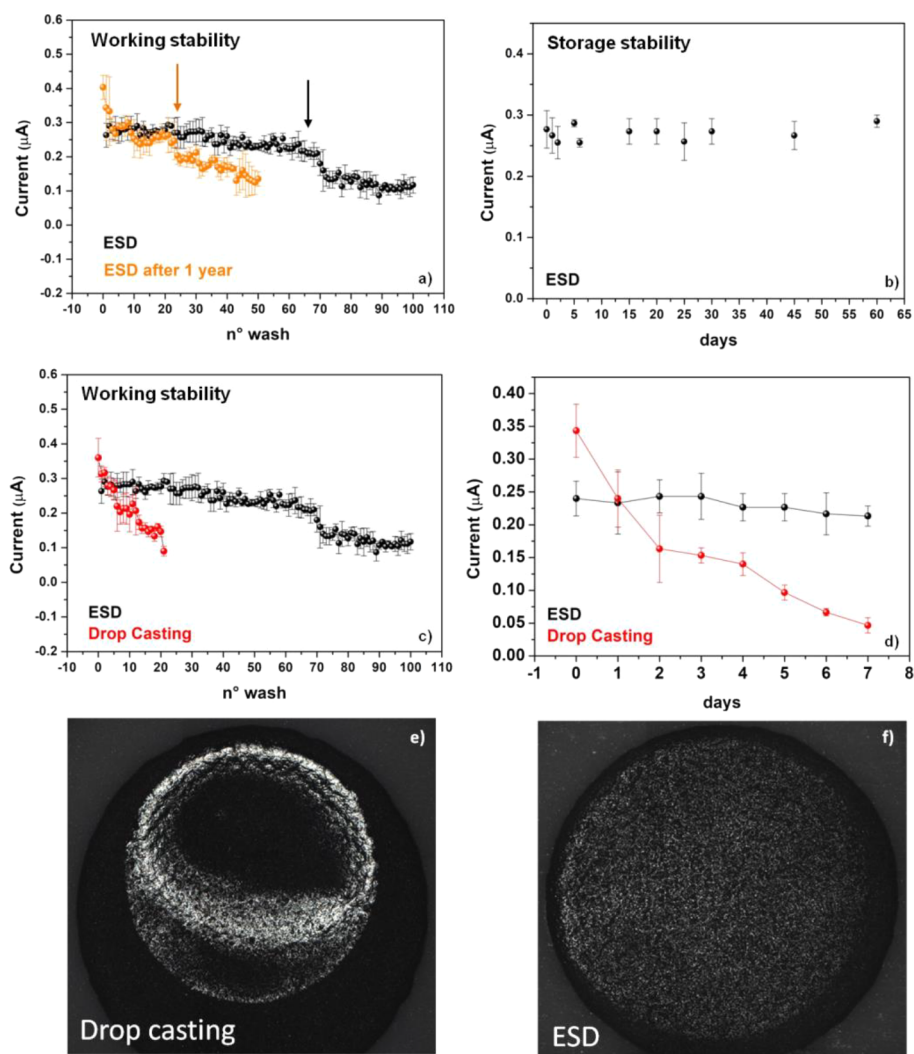 Working stability
0.6
0.5
0.4
0.3
0.2
0.1
0.0
-0.1
-0.2
Current (μA)
ESD
ESD after 1 year
a)
-10 0 10 20 30 40 50 60 70 80 90 100 110
n° wash
Storage stability
0.4
0.3
0.2
0.1
0.0
Current (μA)
ESD
b)
0 5 10 15 20 25 30 35 40 45 50 55 60 65
days
Working stability
0.6
0.5
0.4
0.3
0.2
0.1
0.0
-0.1
-0.2
Current (μA)
ESD
Drop Casting
c)
-10 0 10 20 30 40 50 60 70 80 90 100 110
n° wash
0.40
0.35
0.30
0.25
0.20
0.15
0.10
0.05
0.00
Current (μA)
ESD
Drop Casting
d)
-1 0 1 2 3 4 5 6 7 8
days
e)
Drop casting
f)
ESD